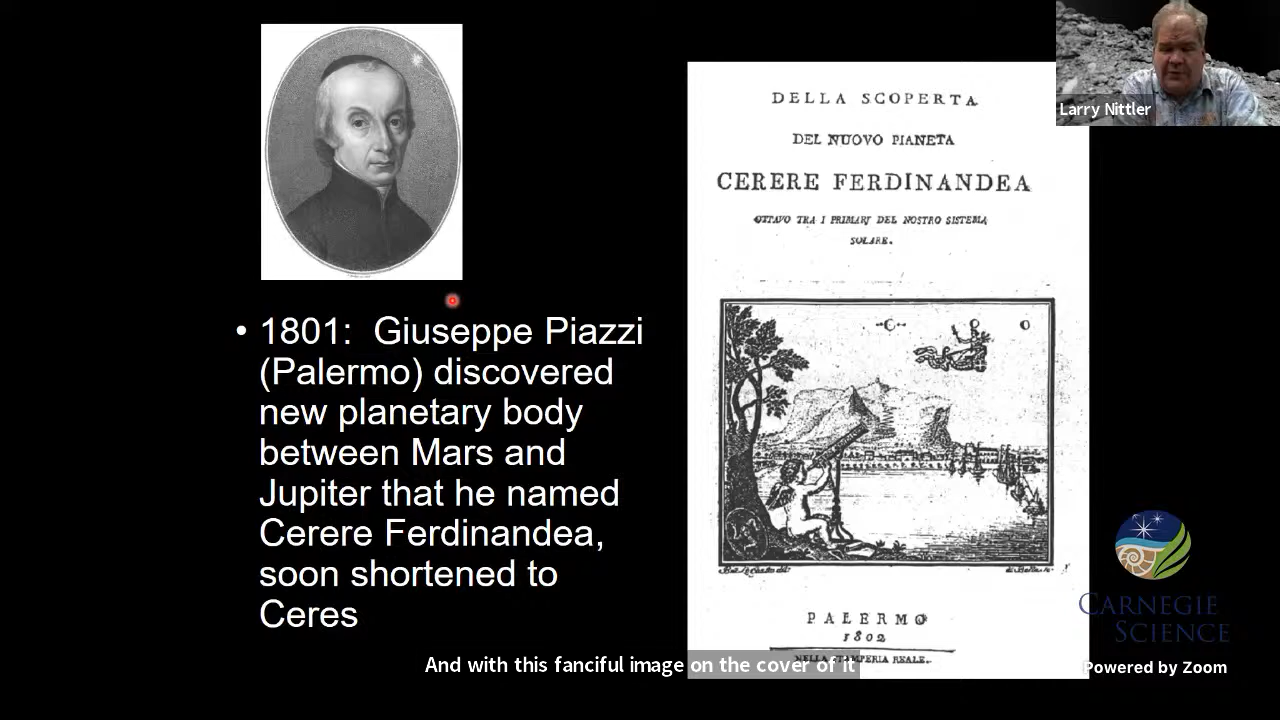 DELLA SCOPERTA
DEL NUOVO PIANETA
CERERE FERDINANDEA
OTTAVO TRA I PRIMARJ DEL NOSTRO SISTEMA
SOLARE.
Larry Nittler
• 1801: Giuseppe Piazzi
(Palermo) discovered
new planetary body
between Mars and
Jupiter that he named
Cerere Ferdinandea,
soon shortened to
Ceres
PALERMO
1802
NELLA STAMPERIA REALE.
CARNEGIE
SCIENCE
And with this fanciful image on the cover of it
Powered by Zoom